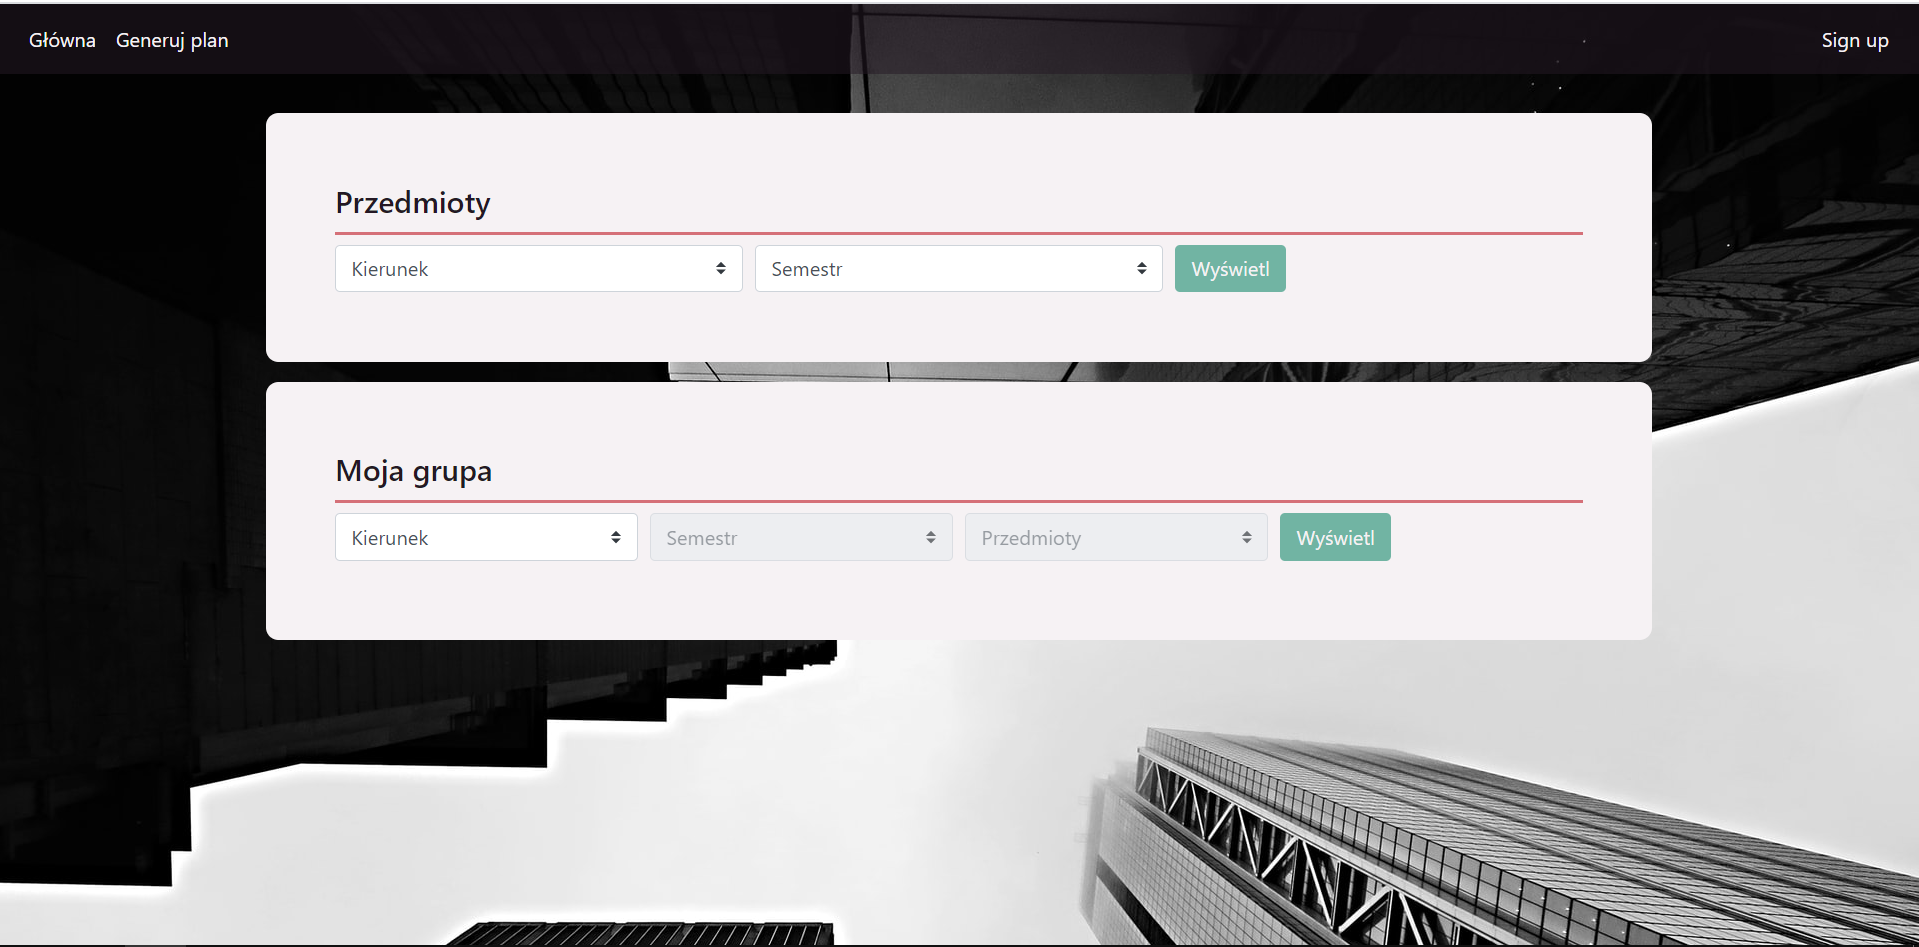 Główna Generuj plan Sign up
Przedmioty
Kierunek Semestr Wyświetl
Moja grupa
Kierunek Semestr Przedmioty Wyświetl